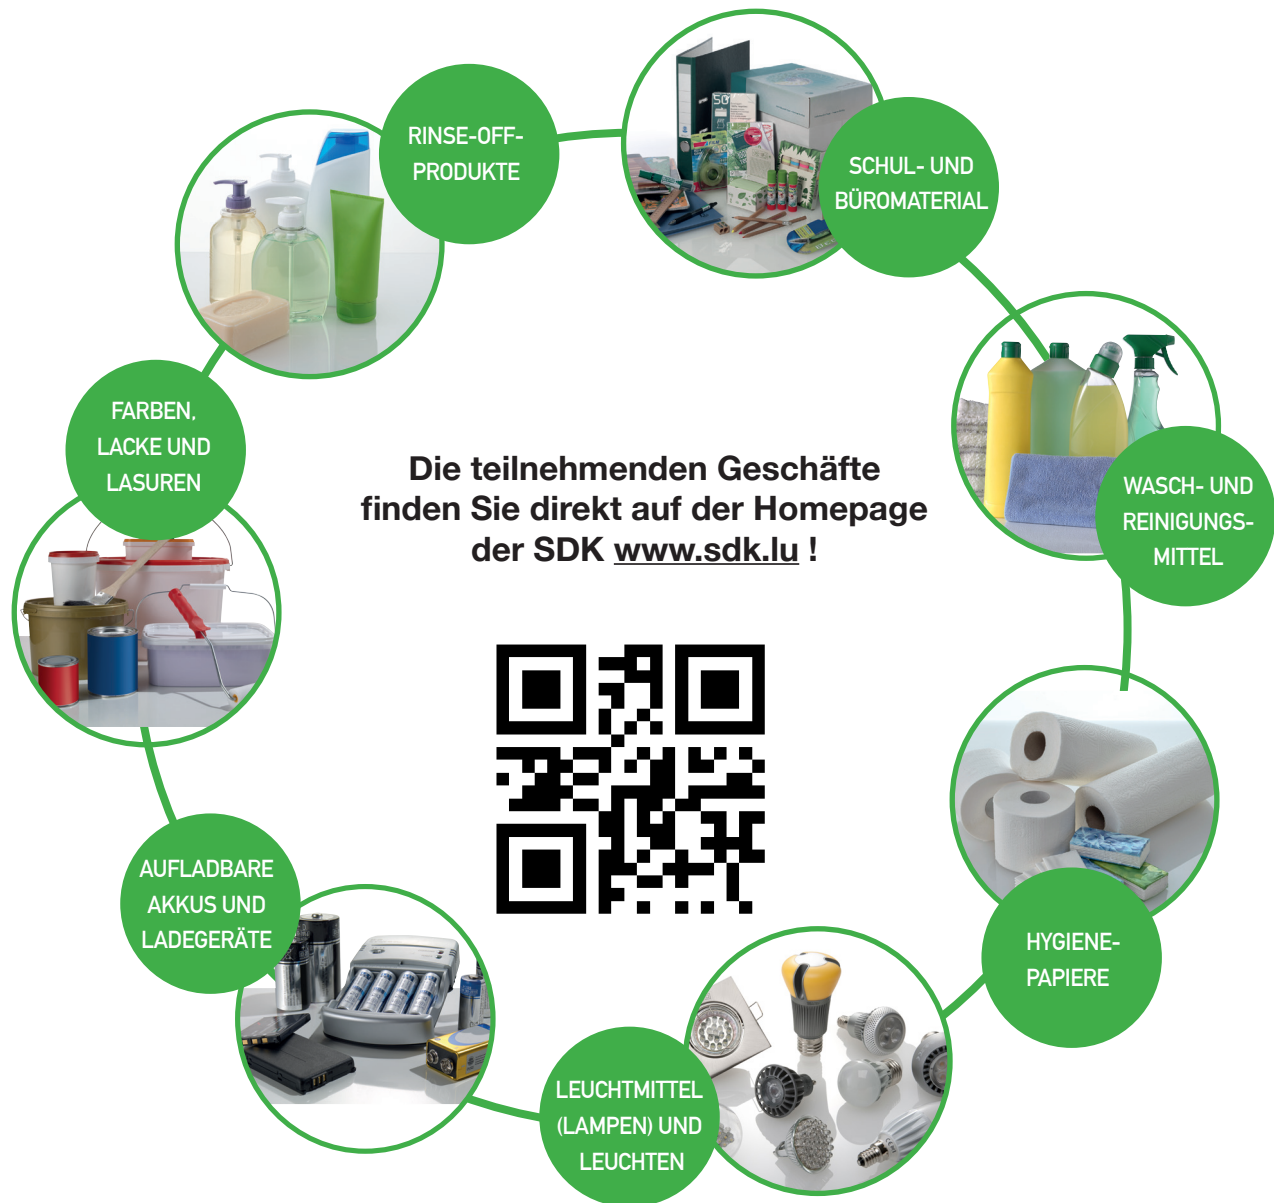 RINSE-OFF-
PRODUKTE
SCHUL- UND
BÜROMATERIAL
FARBEN,
LACKE UND
LASUREN
Die teilnehmenden Geschäfte
finden Sie direkt auf der Homepage
der SDK www.sdk.lu !
WASCH- UND
REINIGUNGS-
MITTEL
AUFLADBARE
AKKUS UND
LADEGERÄTE
HYGIENE-
PAPIERE
LEUCHTMITTEL
(LAMPEN) UND
LEUCHTEN